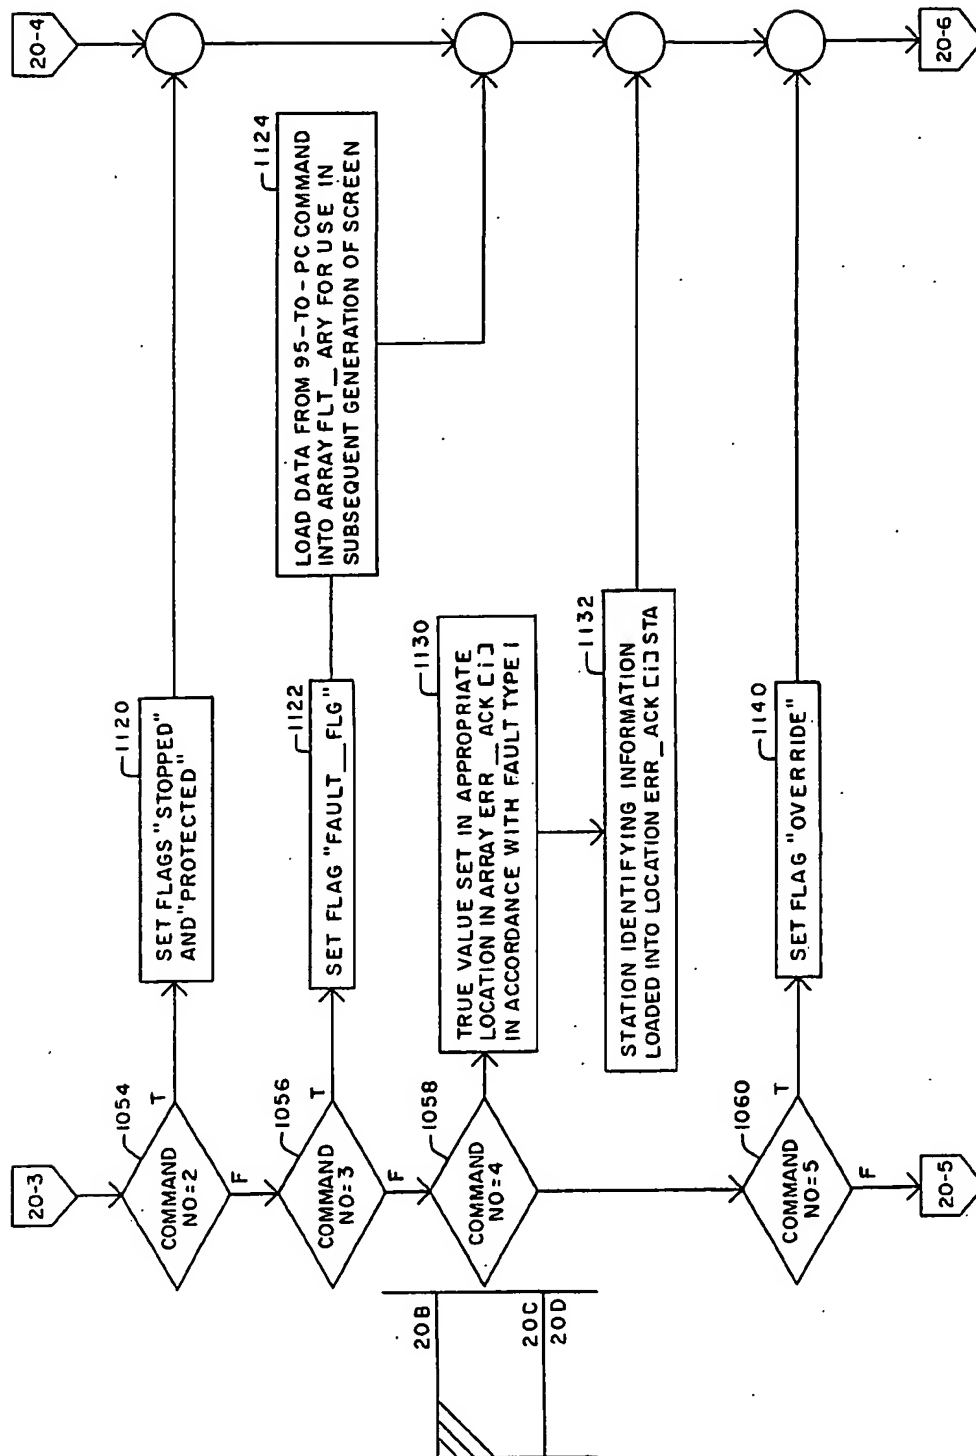 20-3
20-4
COMMAND
NO=2
1054
T
F
SET FLAGS "STOPPED"
AND "PROTECTED"
1120
COMMAND
NO=3
1056
T
F
SET FLAG "FAULT__FLG"
1122
LOAD DATA FROM 95-TO-PC COMMAND
INTO ARRAY FLT_ARY FOR USE IN
SUBSEQUENT GENERATION OF SCREEN
1124
COMMAND
NO=4
1058
TRUE VALUE SET IN APPROPRIATE
LOCATION IN ARRAY ERR__ACK [i]
IN ACCORDANCE WITH FAULT TYPE I
1130
STATION IDENTIFYING INFORMATION
LOADED INTO LOCATION ERR_ACK [i] STA
1132
COMMAND
NO=5
1060
T
F
SET FLAG "OVERRIDE"
1140
20-5
20-6
20B
20C
20D